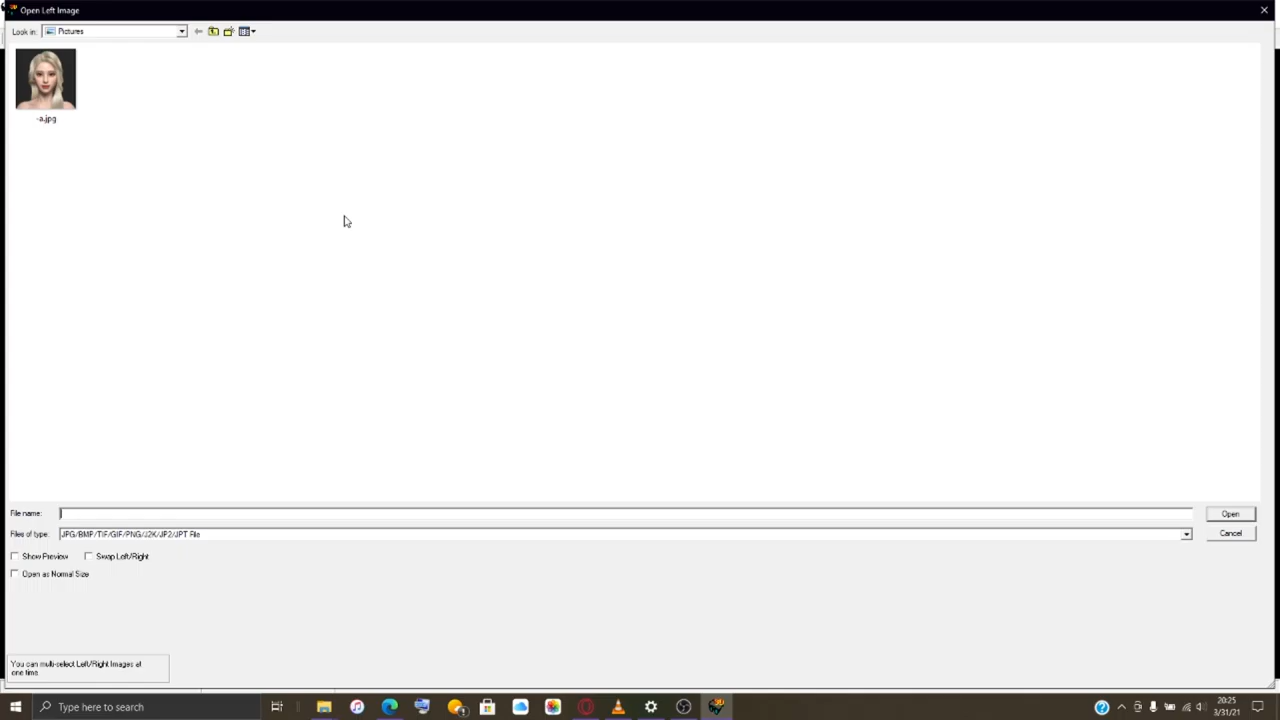 Open Left Image
Look in: Pictures
-a.jpg
File name:
Open
Files of type: JPG/BMP/TIF/GIF/PNG/J2K/JP2/JPT File
Cancel
Show Preview Swap Left/Right
Open as Normal Size
You can multi-select Left/Right Images at
one time
Type here to search
20:25
3/31/21